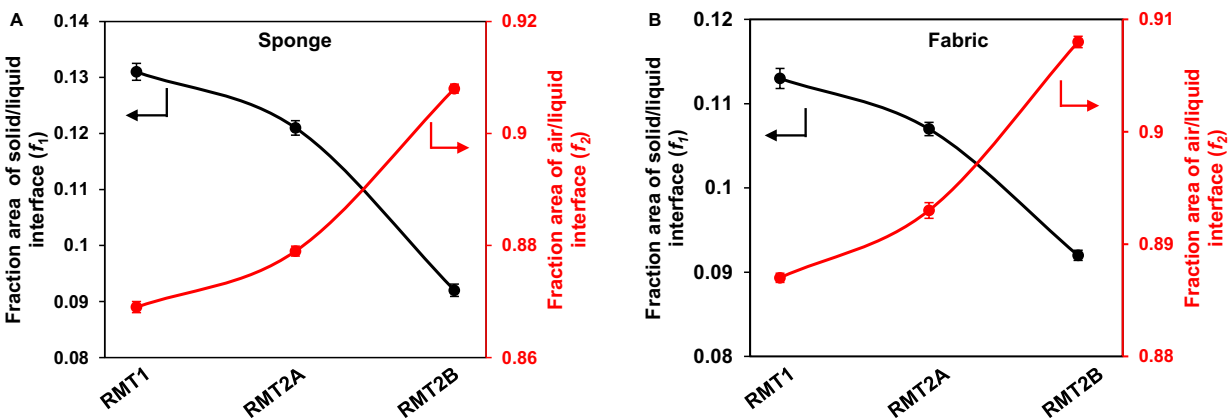 A
Sponge
Fraction area of solid/liquid
interface (f1)
0.14
0.13
0.12
0.11
0.1
0.09
0.08
0.92
0.9
0.88
0.86
Fraction area of air/liquid
interface (f2)
RMT1
RMT2A
RMT2B
B
Fabric
Fraction area of solid/liquid
interface (f1)
0.12
0.11
0.1
0.09
0.08
0.91
0.9
0.89
0.88
Fraction area of air/liquid
interface (f2)
RMT1
RMT2A
RMT2B